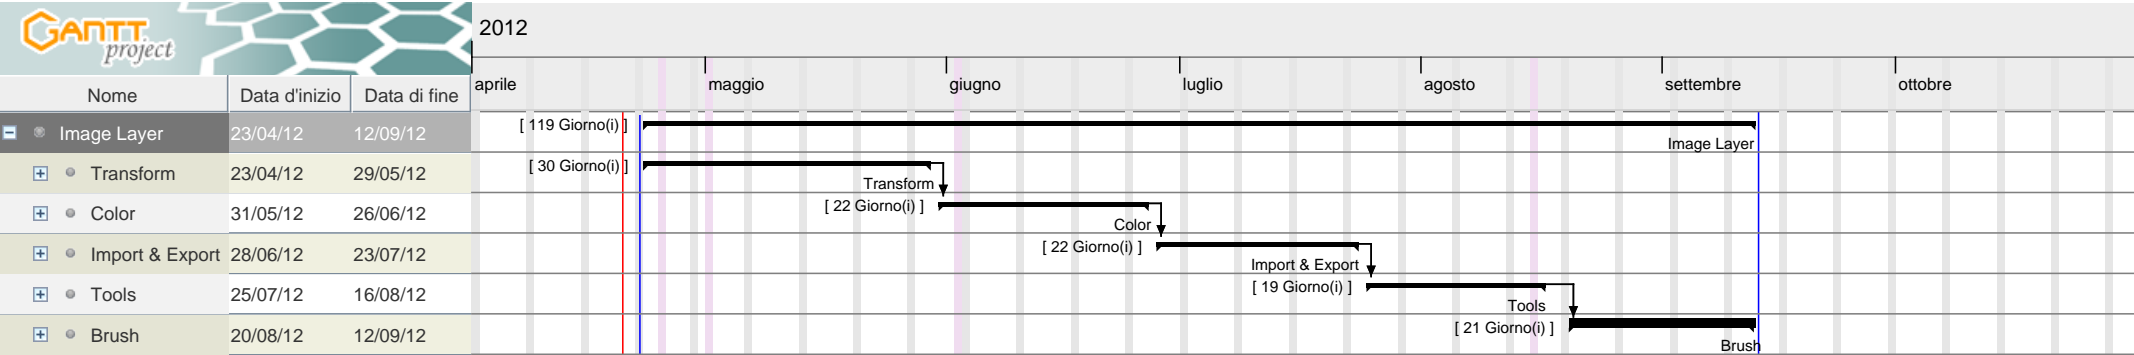 GANTT project
2012
aprile maggio giugno luglio agosto settembre ottobre
Nome Data d'inizio Data di fine
Image Layer 23/04/12 12/09/12 [ 119 Giorno(i) ]
Image Layer
Transform 23/04/12 29/05/12 [ 30 Giorno(i) ]
Transform
Color 31/05/12 26/06/12 [ 22 Giorno(i) ]
Color
Import & Export 28/06/12 23/07/12 [ 22 Giorno(i) ]
Import & Export
Tools 25/07/12 16/08/12 [ 19 Giorno(i) ]
Tools
Brush 20/08/12 12/09/12 [ 21 Giorno(i) ]
Brush